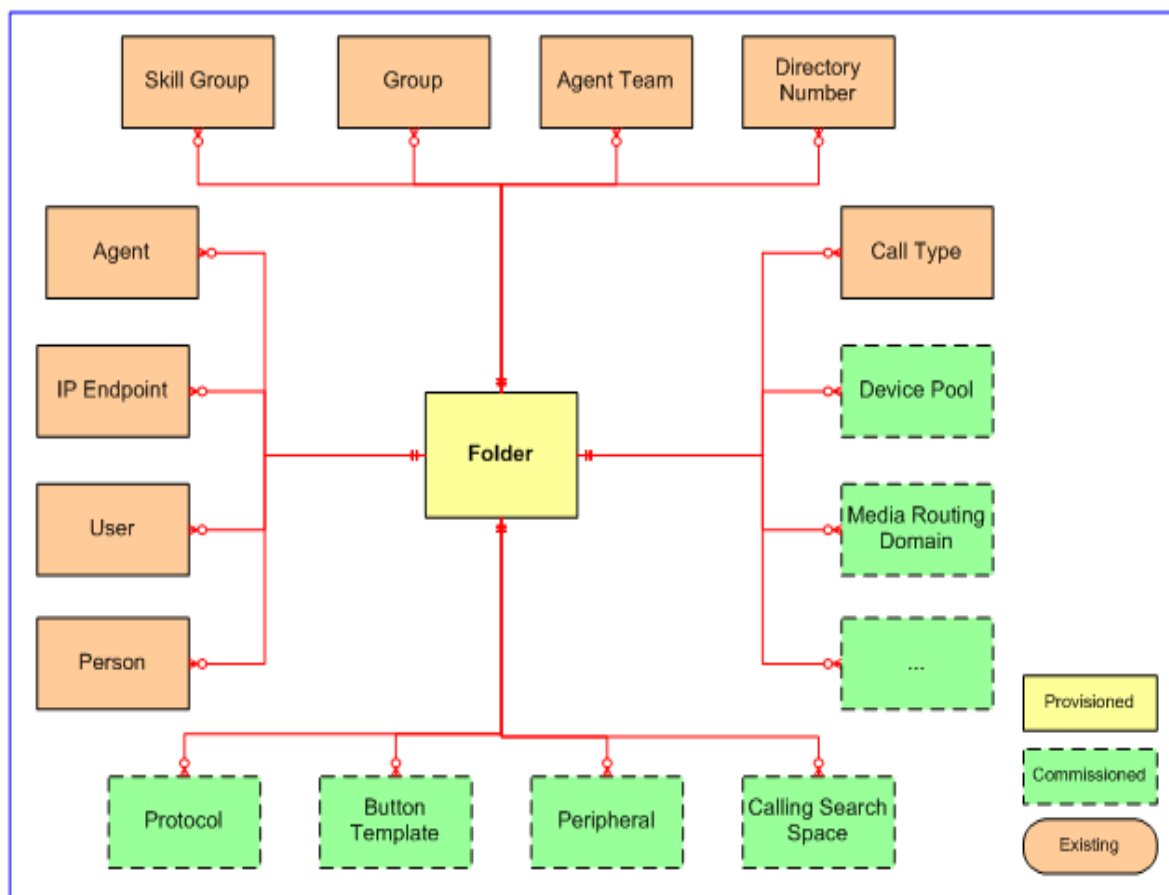 Skill Group
Group
Agent Team
Directory
Number
Agent
Call Type
IP Endpoint
Device Pool
Folder
User
Media Routing
Domain
Person
...
Provisioned
Protocol
Button
Template
Peripheral
Calling Search
Space
Commissioned
Existing